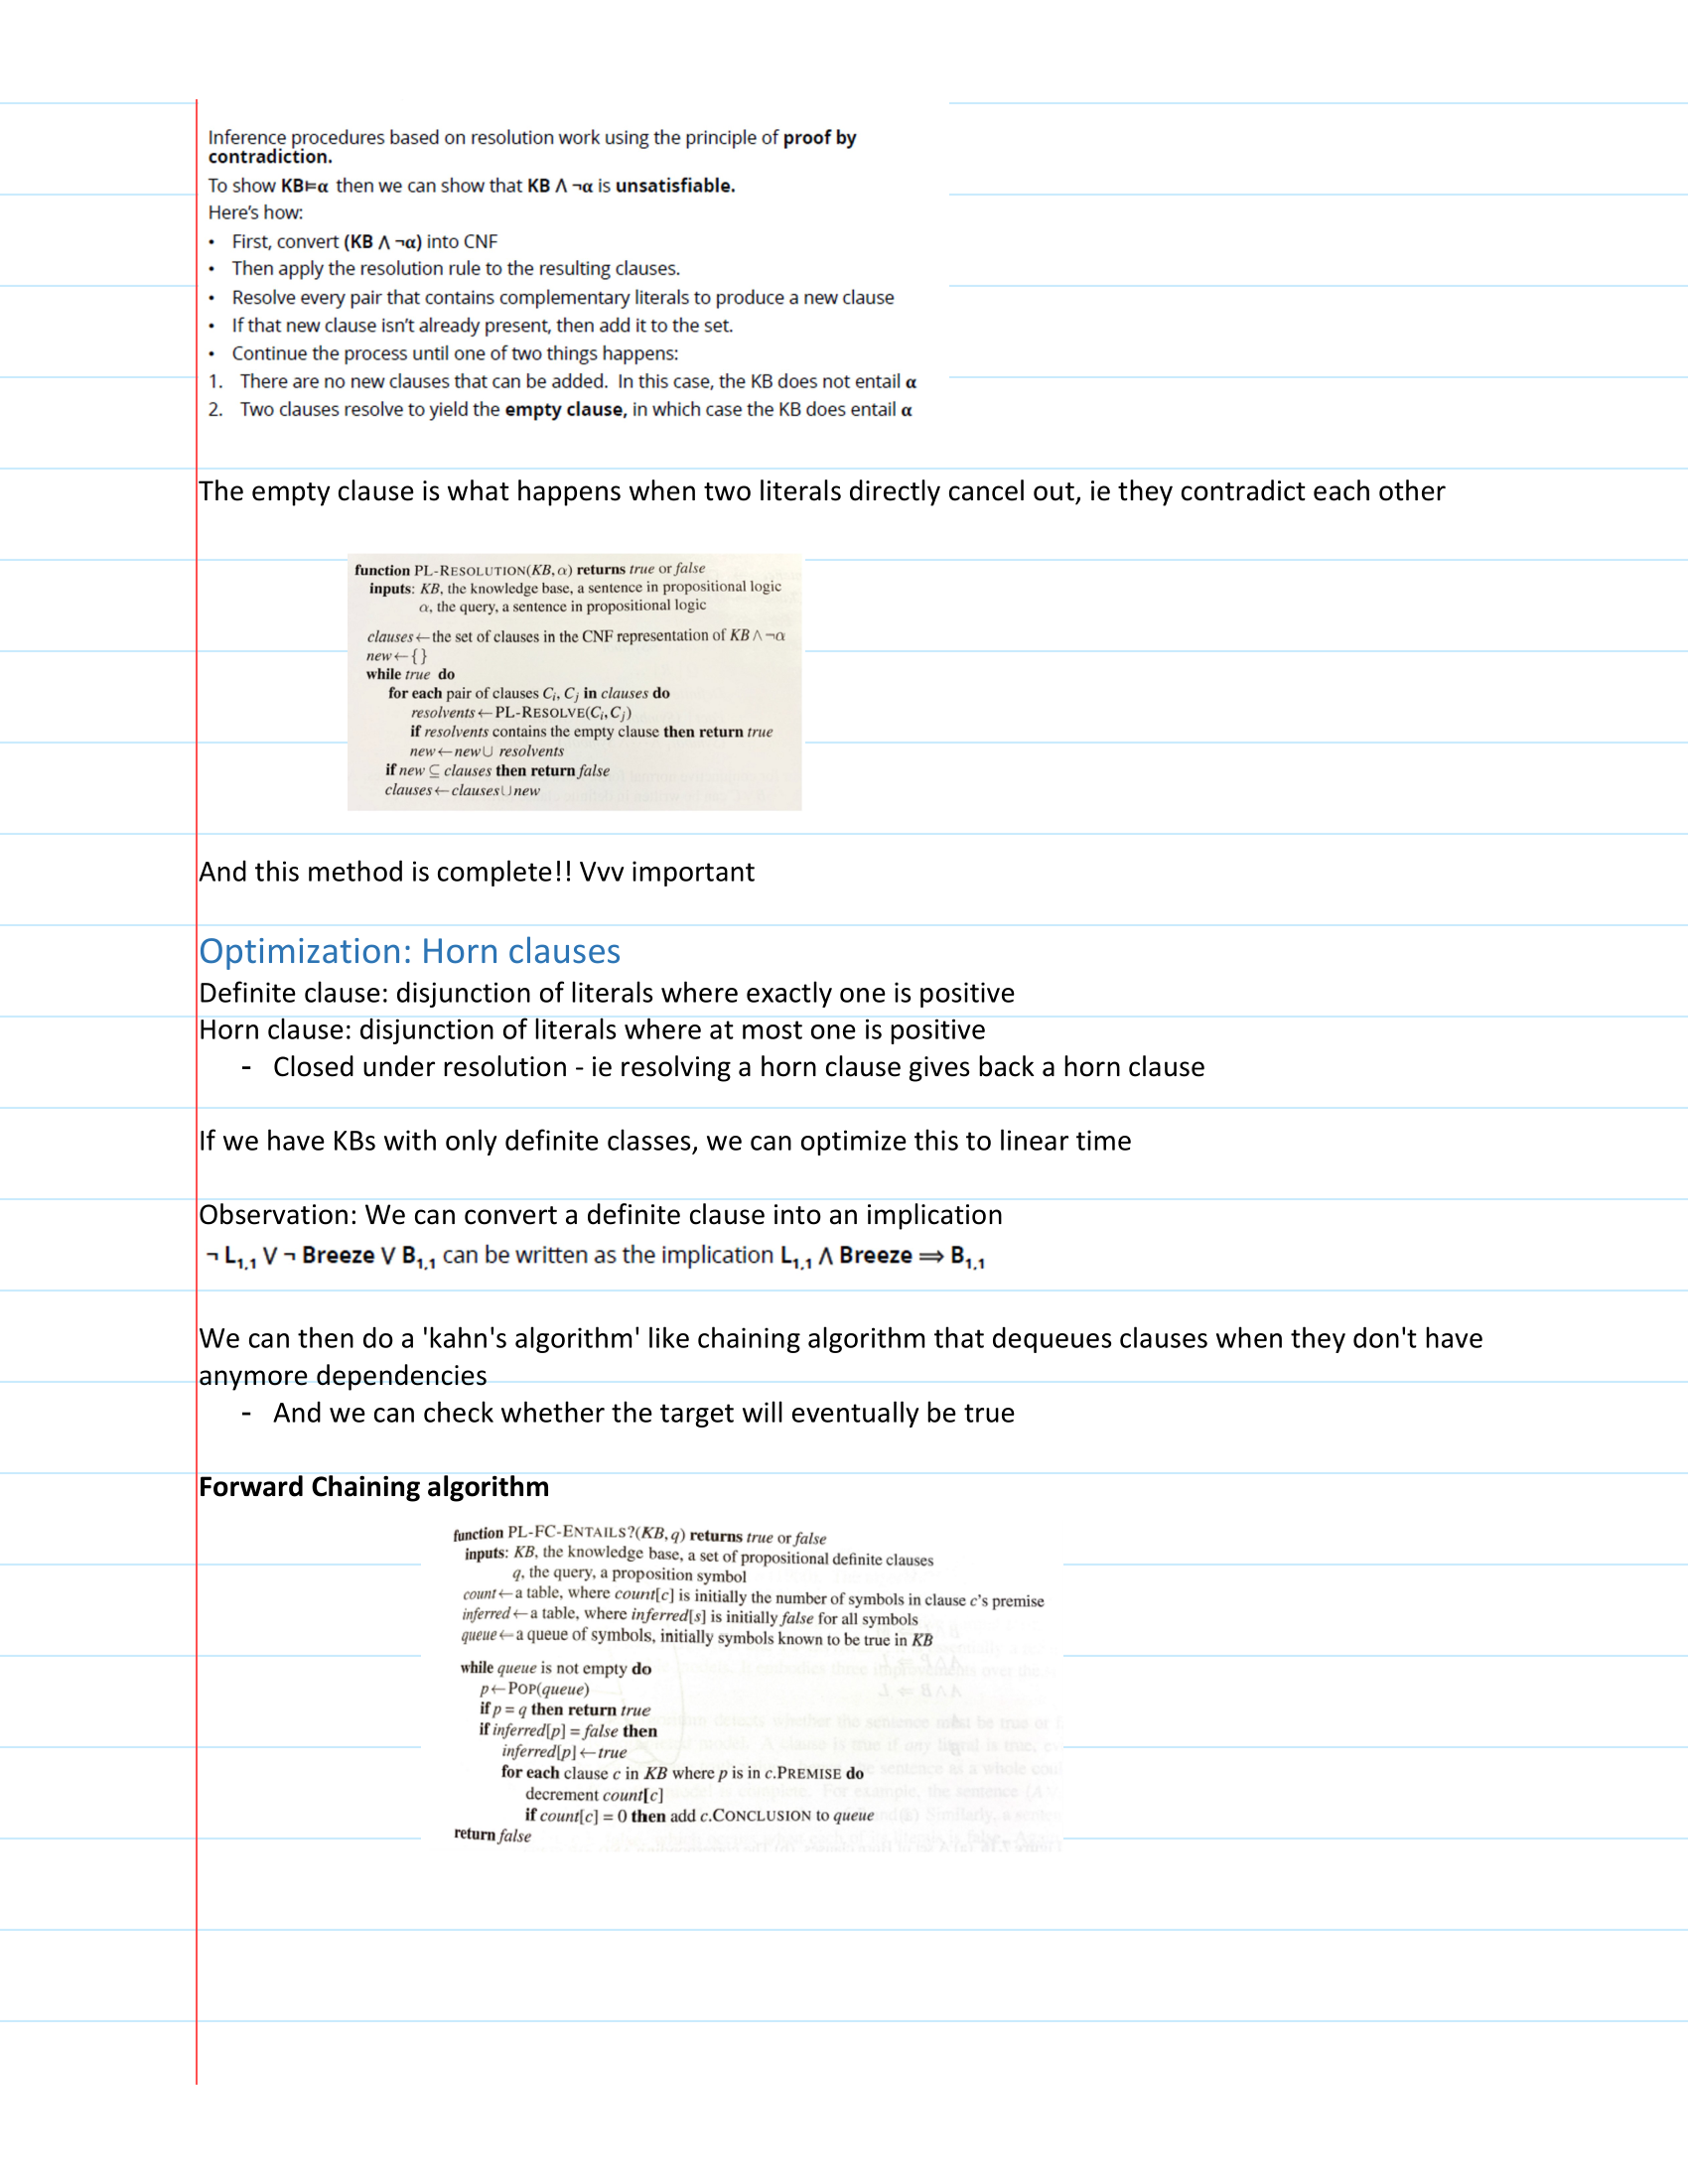 Inference procedures based on resolution work using the principle of proof by
contradiction.
To show KB⊨α then we can show that KB ∧ ¬α is unsatisfiable.
Here's how:
• First, convert (KB ∧ ¬α) into CNF
• Then apply the resolution rule to the resulting clauses.
• Resolve every pair that contains complementary literals to produce a new clause
• If that new clause isn't already present, then add it to the set.
• Continue the process until one of two things happens:
1. There are no new clauses that can be added. In this case, the KB does not entail α
2. Two clauses resolve to yield the empty clause, in which case the KB does entail α
The empty clause is what happens when two literals directly cancel out, ie they contradict each other
function PL-RESOLUTION(KB, α) returns true or false
inputs: KB, the knowledge base, a sentence in propositional logic
α, the query, a sentence in propositional logic
clauses ← the set of clauses in the CNF representation of KB ∧ ¬α
new ← { }
while true do
for each pair of clauses Ci, Cj in clauses do
resolvents ← PL-RESOLVE(Ci, Cj)
if resolvents contains the empty clause then return true
new ← new ∪ resolvents
if new ⊆ clauses then return false
clauses ← clauses ∪ new
And this method is complete!! Vvv important
Optimization: Horn clauses
Definite clause: disjunction of literals where exactly one is positive
Horn clause: disjunction of literals where at most one is positive
- Closed under resolution - ie resolving a horn clause gives back a horn clause
If we have KBs with only definite classes, we can optimize this to linear time
Observation: We can convert a definite clause into an implication
¬ L1,1 V ¬ Breeze V B1,1 can be written as the implication L1,1 ∧ Breeze ⟹ B1,1
We can then do a 'kahn's algorithm' like chaining algorithm that dequeues clauses when they don't have
anymore dependencies
- And we can check whether the target will eventually be true
Forward Chaining algorithm
function PL-FC-ENTAILS?(KB, q) returns true or false
inputs: KB, the knowledge base, a set of propositional definite clauses
q, the query, a proposition symbol
count ← a table, where count[c] is initially the number of symbols in clause c's premise
inferred ← a table, where inferred[s] is initially false for all symbols
queue ← a queue of symbols, initially symbols known to be true in KB
while queue is not empty do
p ← POP(queue)
if p = q then return true
if inferred[p] = false then
inferred[p] ← true
for each clause c in KB where p is in c.PREMISE do
decrement count[c]
if count[c] = 0 then add c.CONCLUSION to queue
return false